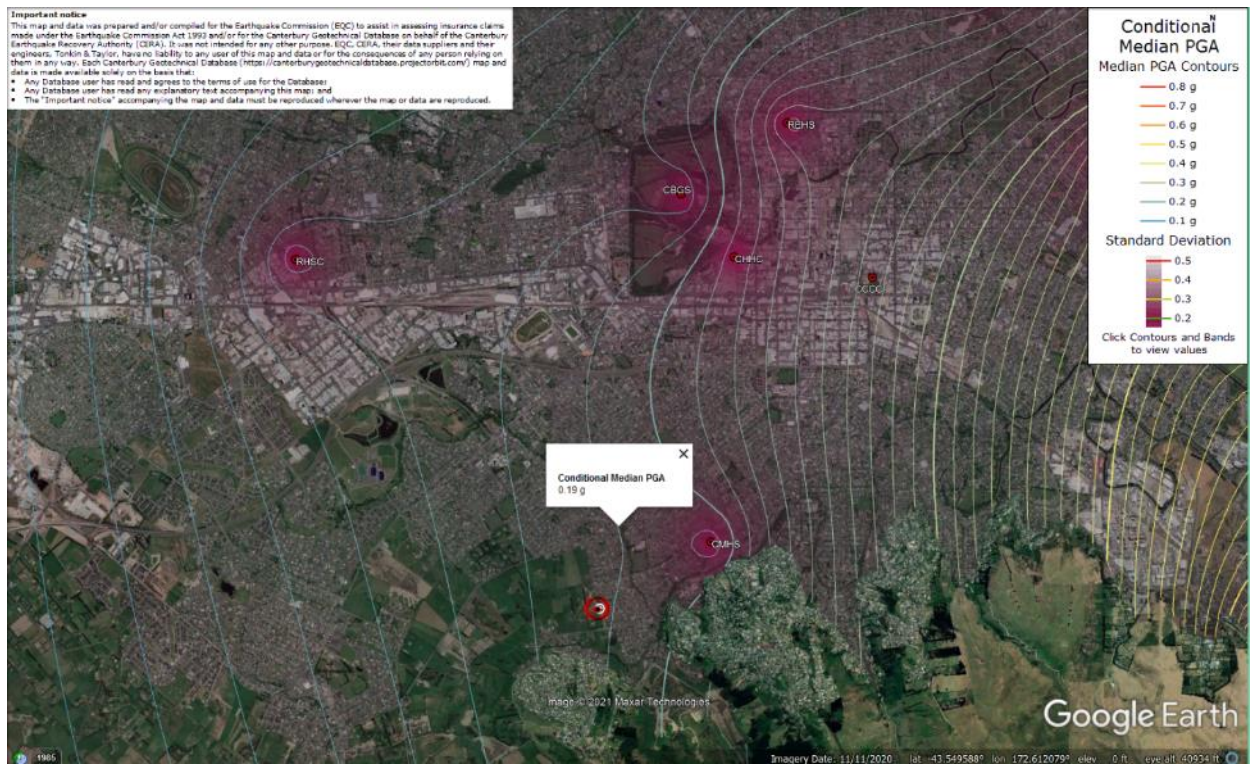 Important notice
This map and data was prepared and/or compiled for the Earthquake Commission (EQC) to assist in assessing insurance claims
made under the Earthquake Commission Act 1993 and/or for the Canterbury Geotechnical Database on behalf of the Canterbury
Earthquake Recovery Authority (CERA). It was not intended for any other purpose. EQC, CERA, their data suppliers and their
engineers, Tonkin & Taylor, have no liability to any user of this map and data or for the consequences of any person relying on
them in any way. Each Canterbury Geotechnical Database (https://canterburygeotechnicaldatabase.projectorbit.com/) map and
data is made available solely on the basis that:
• Any Database user has read and agrees to the terms of use for the Database;
• Any Database user has read any explanatory text accompanying this map; and
• The "Important notice" accompanying the map and data must be reproduced wherever the map or data are reproduced.
N
Conditional
Median PGA
Median PGA Contours
0.8 g
0.7 g
0.6 g
0.5 g
0.4 g
0.3 g
0.2 g
0.1 g
Standard Deviation
0.5
0.4
0.3
0.2
Click Contours and Bands
to view values
REHS
CBGS
CHHC
RHSC
CCCC
Conditional Median PGA
0.19 g
CMHS
Image © 2021 Maxar Technologies
Google Earth
1985
Imagery Date: 11/11/2020 lat -43.549588° lon 172.612079° elev 0 ft eye alt 40934 ft